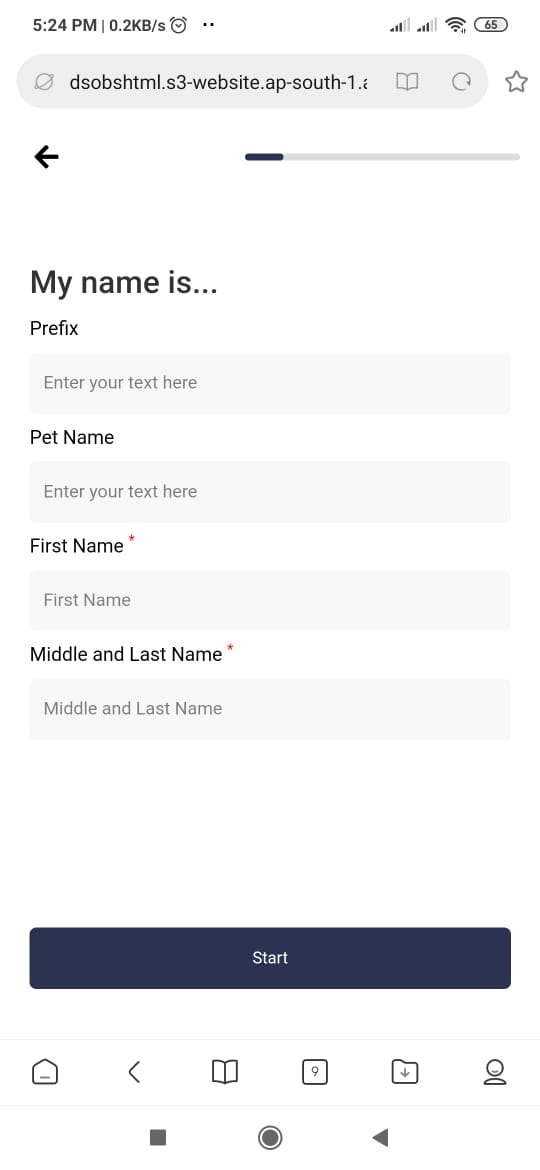 5:24 PM | 0.2KB/s
65
dsobshtml.s3-website.ap-south-1.a
My name is...
Prefix
Enter your text here
Pet Name
Enter your text here
First Name *
First Name
Middle and Last Name *
Middle and Last Name
Start
9